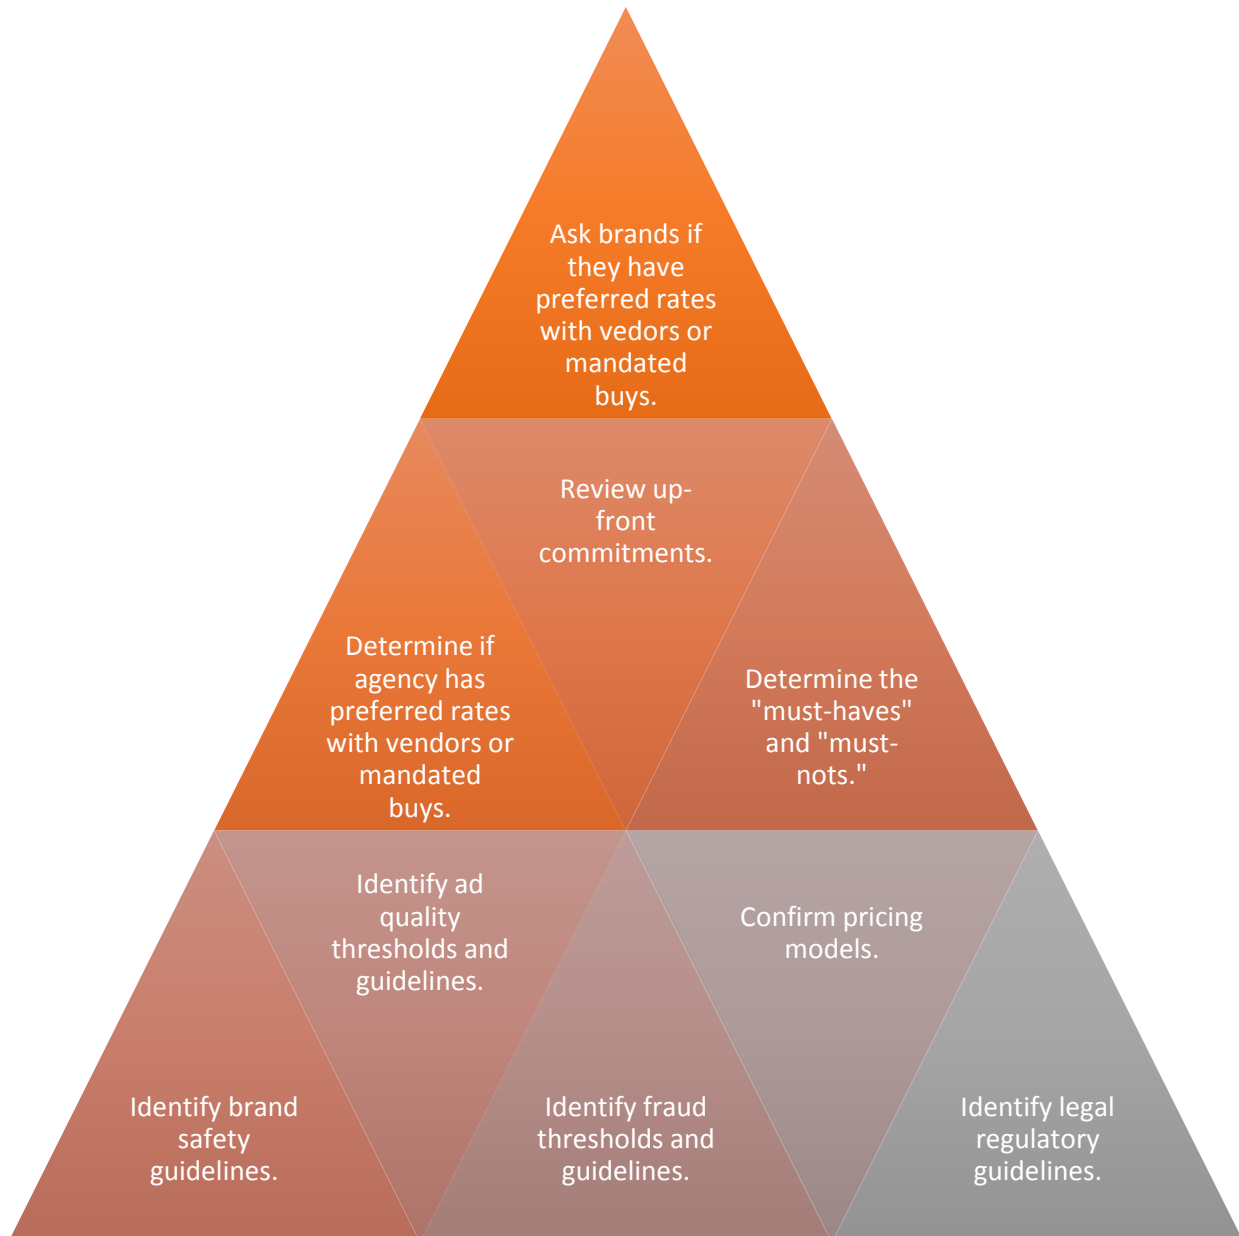 Ask brands if
they have
preferred rates
with vedors or
mandated
buys.
Review up-
front
commitments.
Determine if
agency has
preferred rates
with vendors or
mandated
buys.
Determine the
"must-haves"
and "must-
nots."
Identify ad
quality
thresholds and
guidelines.
Confirm pricing
models.
Identify brand
safety
guidelines.
Identify fraud
thresholds and
guidelines.
Identify legal
regulatory
guidelines.